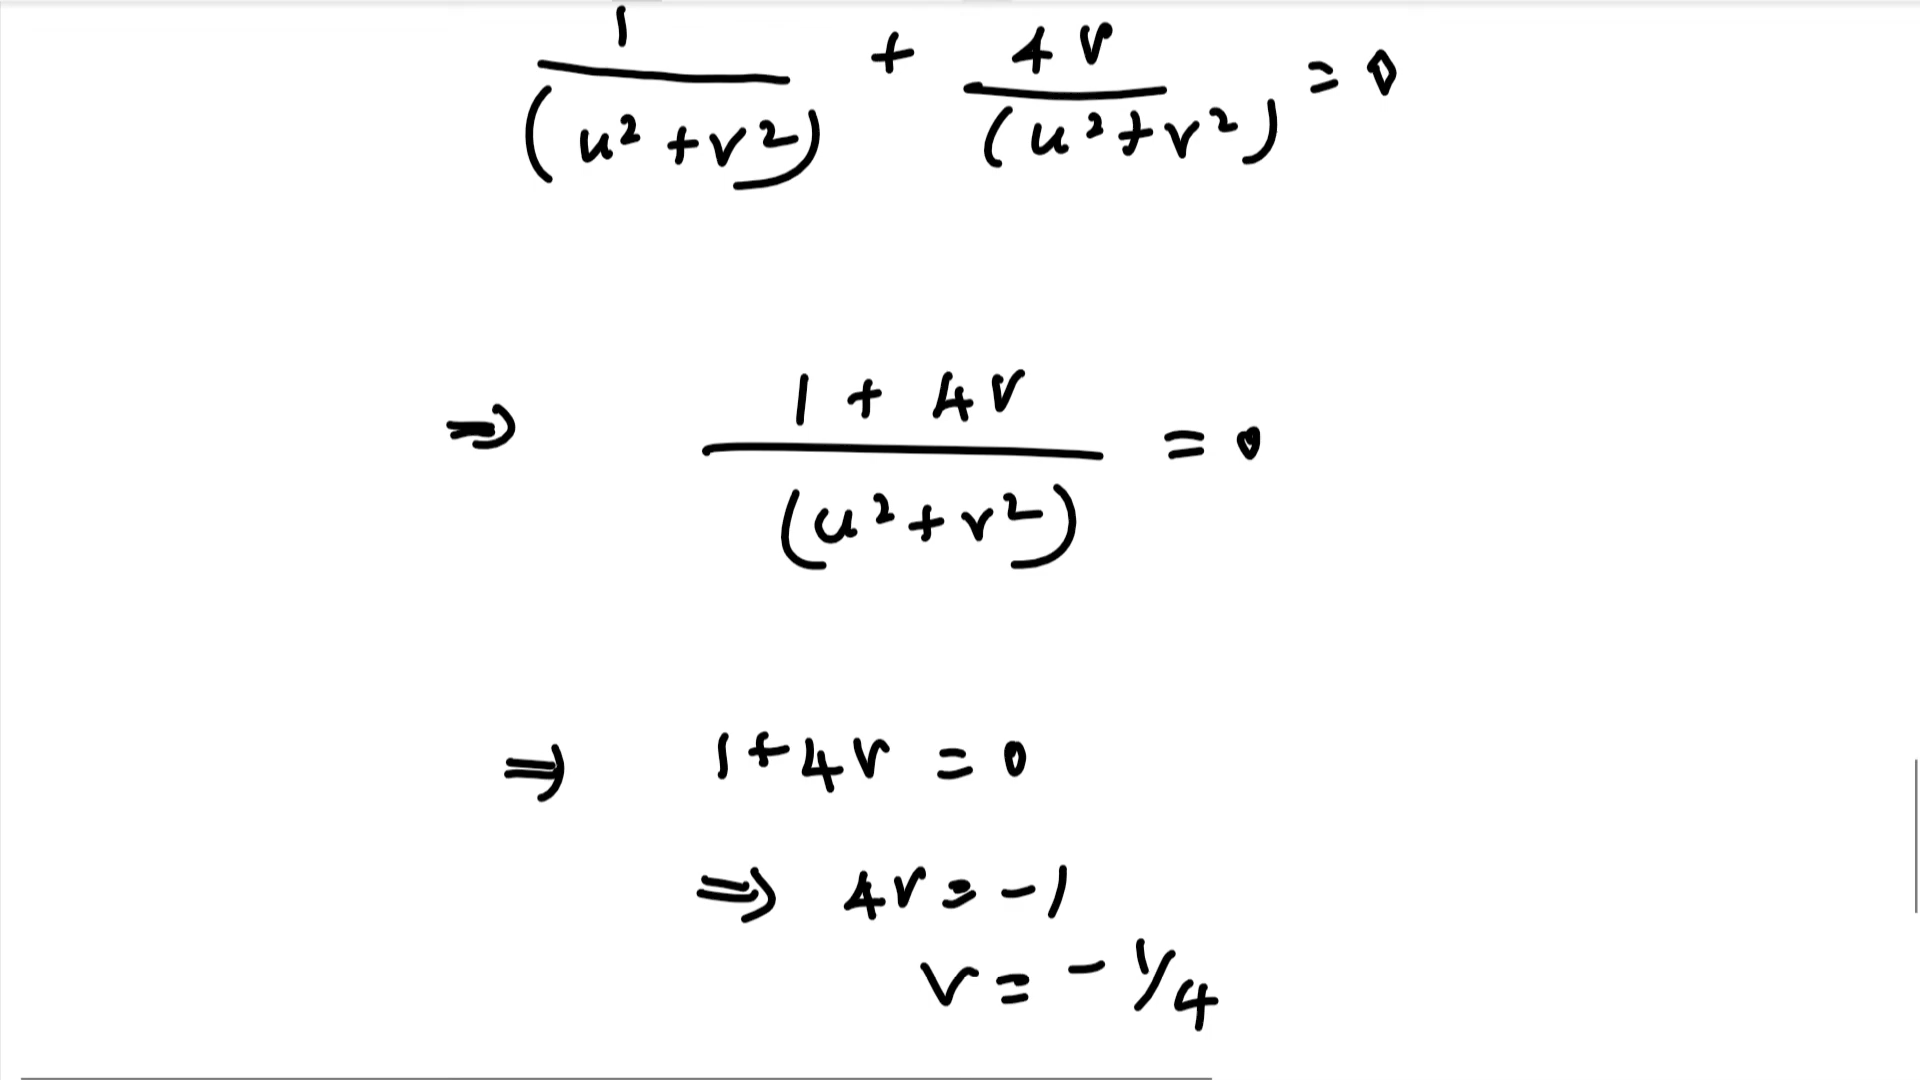 1/(u²+v²) + 4v/(u²+v²) = 0
⇒ (1+4v)/(u²+v²) = 0
⇒ 1+4v = 0
⇒ 4v = -1
v = -1/4